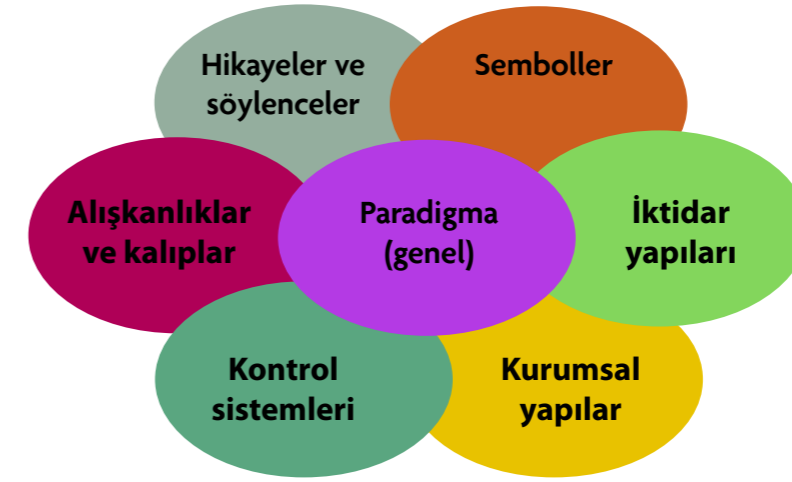 Hikayeler ve
söylenceler
Semboller
Alışkanlıklar
ve kalıplar
Paradigma
(genel)
İktidar
yapıları
Kontrol
sistemleri
Kurumsal
yapılar